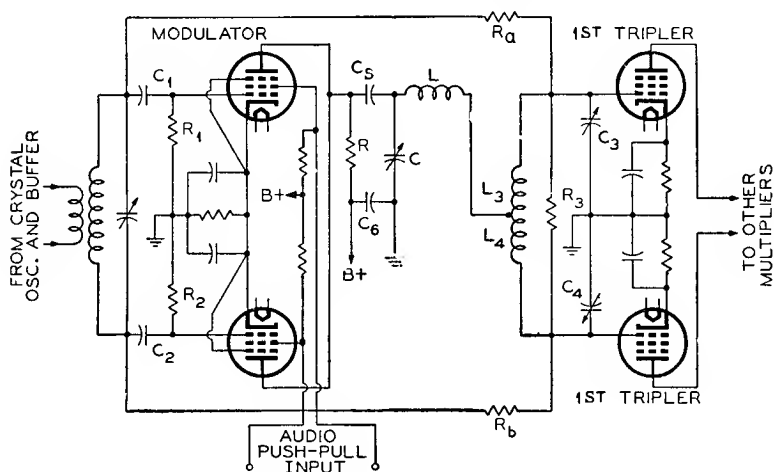 MODULATOR
Ra
1ST TRIPLER
C1
C5
L
R1
R
C
C3
B+
C6
B+
L3
R3
L4
C4
R2
C2
FROM CRYSTAL
OSC. AND BUFFER
TO OTHER
MULTIPLIERS
1ST TRIPLER
Rb
AUDIO
PUSH-PULL
INPUT